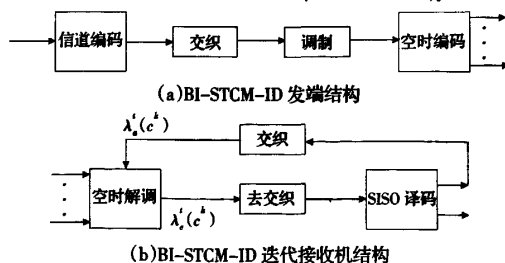 信道编码 交织 调制 空时编码
(a)BI-STCM-ID 发端结构
λ_a^t(c^k) 交织
空时解调 λ_e^t(c^k) 去交织 SISO 译码
(b)BI-STCM-ID 迭代接收机结构